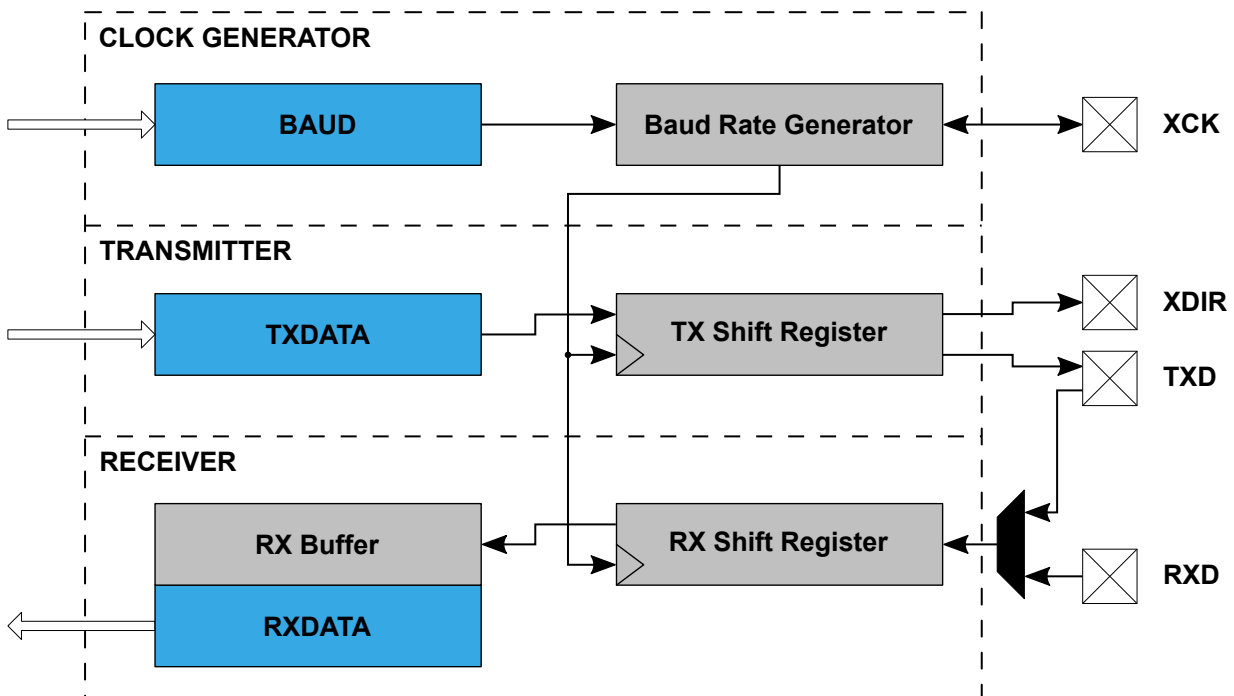 CLOCK GENERATOR
BAUD
Baud Rate Generator
XCK
TRANSMITTER
TXDATA
TX Shift Register
XDIR
TXD
RECEIVER
RX Buffer
RX Shift Register
RXD
RXDATA